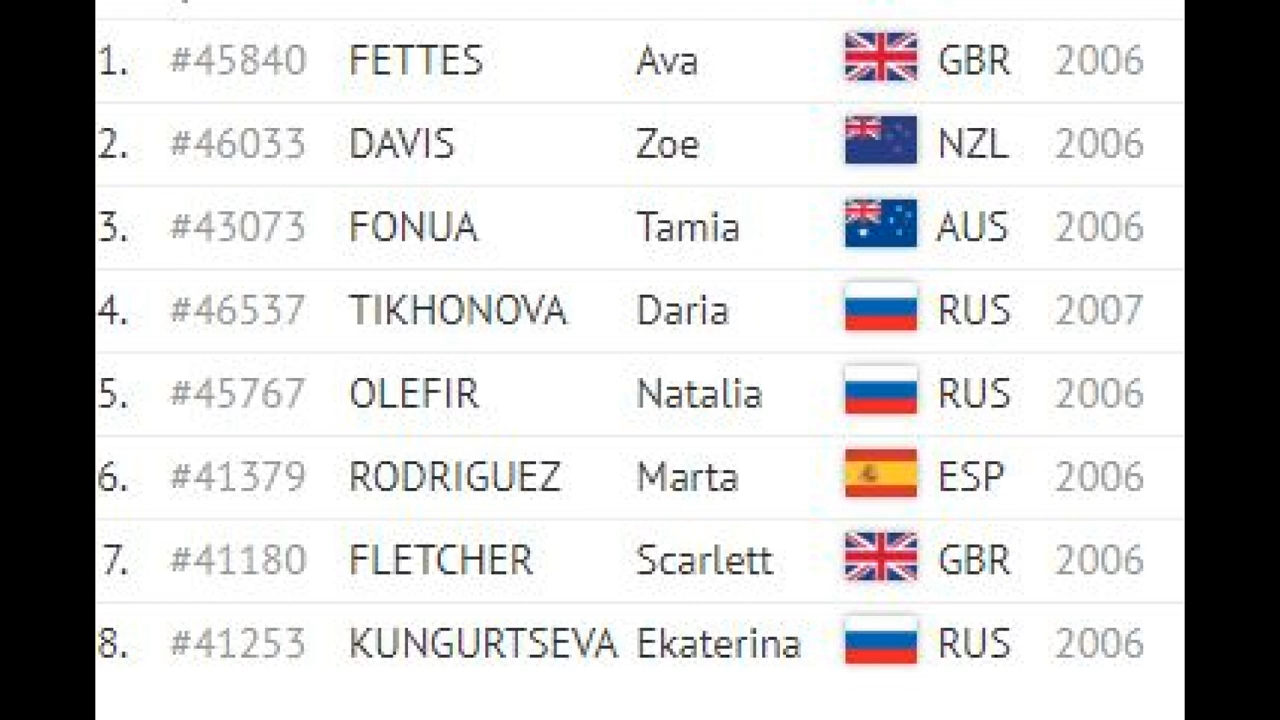 1. #45840 FETTES Ava GBR 2006
2. #46033 DAVIS Zoe NZL 2006
3. #43073 FONUA Tamia AUS 2006
4. #46537 TIKHONOVA Daria RUS 2007
5. #45767 OLEFIR Natalia RUS 2006
6. #41379 RODRIGUEZ Marta ESP 2006
7. #41180 FLETCHER Scarlett GBR 2006
8. #41253 KUNGURTSEVA Ekaterina RUS 2006